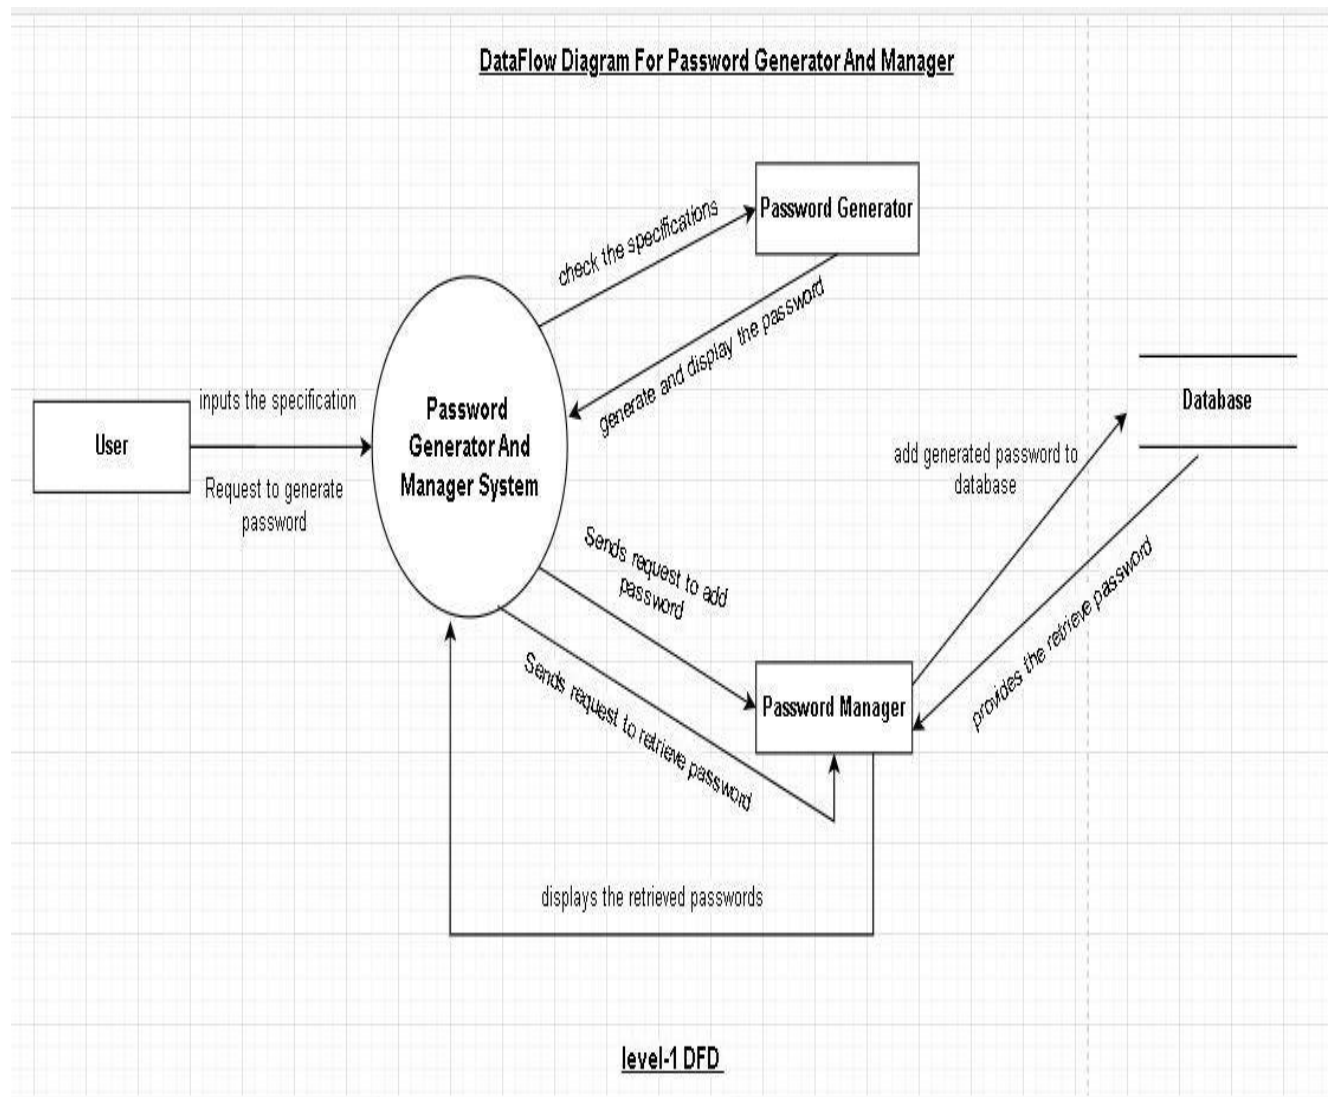 DataFlow Diagram For Password Generator And Manager
Password Generator
check the specifications
generate and display the password
inputs the specification
User
Request to generate
password
Password
Generator And
Manager System
Database
add generated password to
database
Sends request to add
password
provides the retrieve password
Password Manager
Sends request to retrieve password
displays the retrieved passwords
level-1 DFD